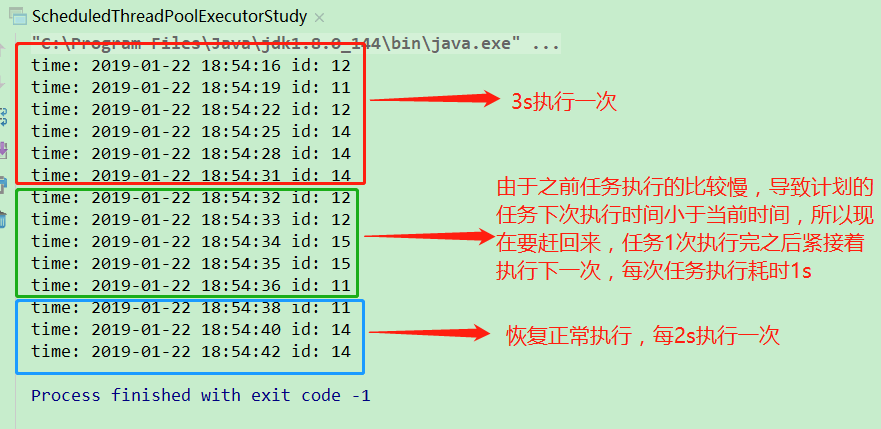 ScheduledThreadPoolExecutorStudy
"C:\Program Files\Java\jdk1.8.0_144\bin\java.exe" ...
time: 2019-01-22 18:54:16 id: 12
time: 2019-01-22 18:54:19 id: 11
time: 2019-01-22 18:54:22 id: 12
time: 2019-01-22 18:54:25 id: 14
time: 2019-01-22 18:54:28 id: 14
time: 2019-01-22 18:54:31 id: 14
3s执行一次
time: 2019-01-22 18:54:32 id: 12
time: 2019-01-22 18:54:33 id: 12
time: 2019-01-22 18:54:34 id: 15
time: 2019-01-22 18:54:35 id: 15
time: 2019-01-22 18:54:36 id: 11
由于之前任务执行的比较慢，导致计划的
任务下次执行时间小于当前时间，所以现
在要赶回来，任务1次执行完之后紧接着
执行下一次，每次任务执行耗时1s
time: 2019-01-22 18:54:38 id: 11
time: 2019-01-22 18:54:40 id: 14
time: 2019-01-22 18:54:42 id: 14
恢复正常执行，每2s执行一次
Process finished with exit code -1